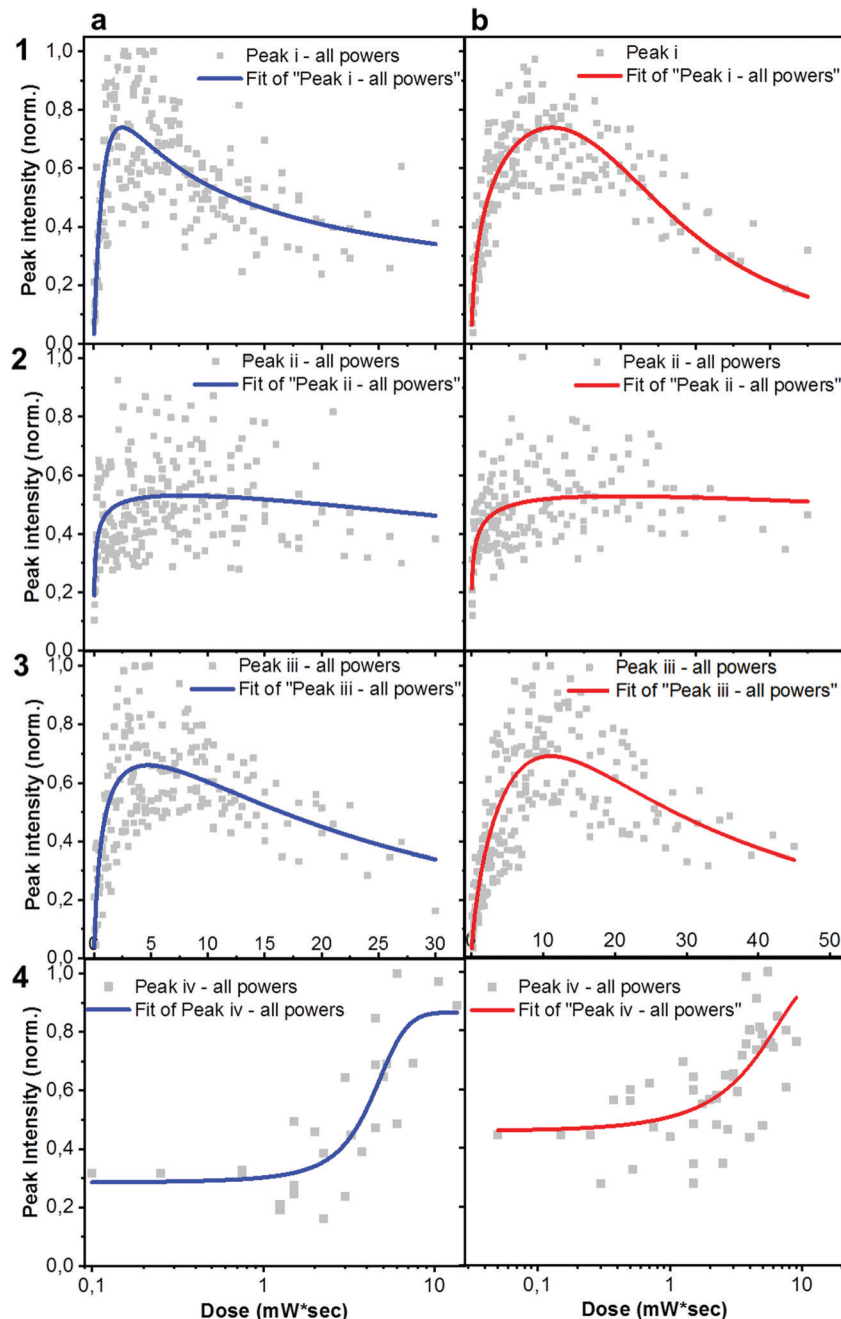 a b
1
1,0
0,8
0,6
0,4
0,2
0,0
Peak intensity (norm.)
Peak i - all powers
Fit of "Peak i - all powers"
Peak i
Fit of "Peak i - all powers"
2
1,0
0,8
0,6
0,4
0,2
0,0
Peak intensity (norm.)
Peak ii - all powers
Fit of "Peak ii - all powers"
Peak ii - all powers
Fit of "Peak ii - all powers"
3
1,0
0,8
0,6
0,4
0,2
0,0
Peak intensity (norm.)
Peak iii - all powers
Fit of "Peak iii - all powers"
Peak iii - all powers
Fit of "Peak iii - all powers"
0 5 10 15 20 25 30
0 10 20 30 40 50
4
1,0
0,8
0,6
0,4
0,2
0,0
Peak Intensity (norm.)
Peak iv - all powers
Fit of Peak iv - all powers
Peak iv - all powers
Fit of "Peak iv - all powers"
0,1 1 10
0,1 1 10
Dose (mW*sec)
Dose (mW*sec)